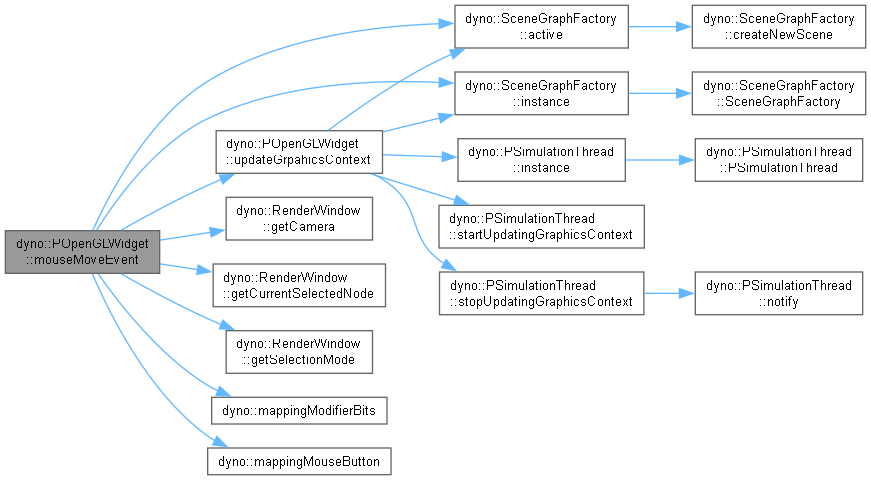 dyno::POpenGLWidget
::mouseMoveEvent
dyno::POpenGLWidget
::updateGrpahicsContext
dyno::RenderWindow
::getCamera
dyno::RenderWindow
::getCurrentSelectedNode
dyno::RenderWindow
::getSelectionMode
dyno::mappingModifierBits
dyno::mappingMouseButton
dyno::SceneGraphFactory
::active
dyno::SceneGraphFactory
::instance
dyno::PSimulationThread
::instance
dyno::PSimulationThread
::startUpdatingGraphicsContext
dyno::PSimulationThread
::stopUpdatingGraphicsContext
dyno::SceneGraphFactory
::createNewScene
dyno::SceneGraphFactory
::SceneGraphFactory
dyno::PSimulationThread
::PSimulationThread
dyno::PSimulationThread
::notify